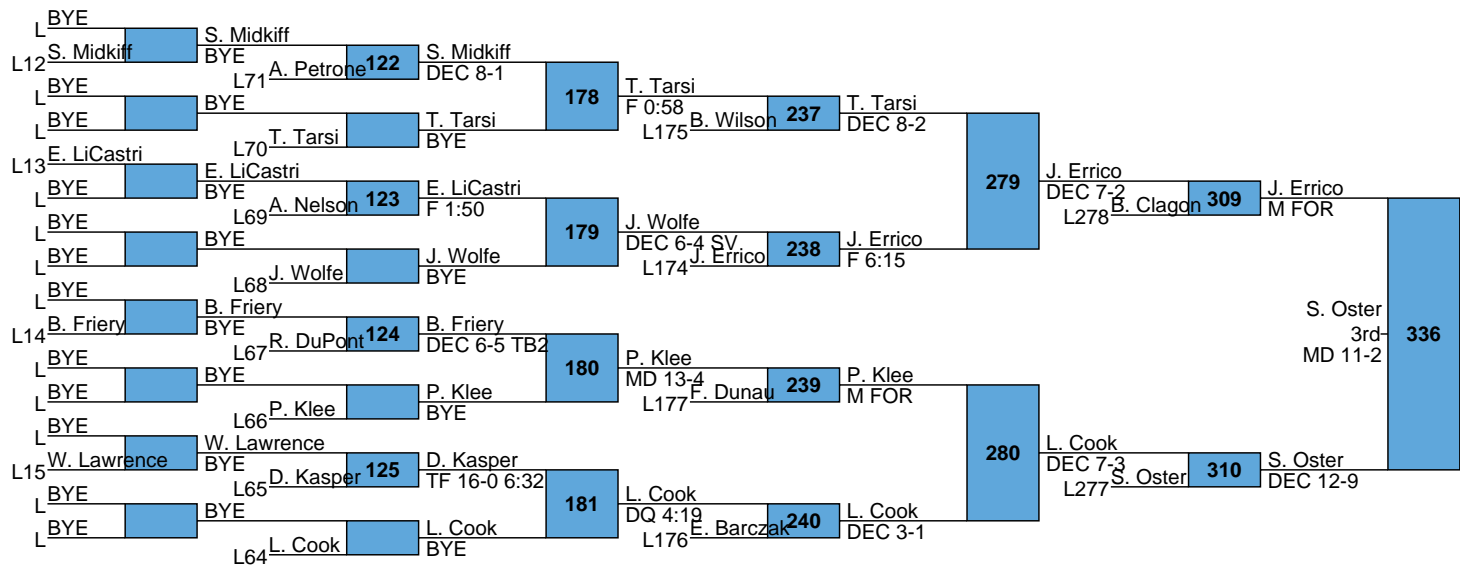 BYE
L
S. Midkiff
L12
S. Midkiff
BYE
BYE
L
BYE
L
BYE
E. LiCastri
L13
BYE
L
E. LiCastri
BYE
BYE
L
BYE
L
BYE
BYE
L
B. Friery
L14
B. Friery
BYE
BYE
L
BYE
L
BYE
BYE
L
W. Lawrence
L15
W. Lawrence
BYE
BYE
L
BYE
L
BYE
A. Petrone
L71
122
S. Midkiff
DEC 8-1
T. Tarsi
L70
T. Tarsi
BYE
A. Nelson
L69
123
E. LiCastri
F 1:50
J. Wolfe
L68
J. Wolfe
BYE
R. DuPont
L67
124
B. Friery
DEC 6-5 TB2
P. Klee
L66
P. Klee
BYE
D. Kasper
L65
125
D. Kasper
TF 16-0 6:32
L. Cook
L64
L. Cook
BYE
178
T. Tarsi
F 0:58
179
J. Wolfe
DEC 6-4 SV
180
P. Klee
MD 13-4
181
L. Cook
DQ 4:19
B. Wilson
L175
237
T. Tarsi
DEC 8-2
J. Errico
L174
238
J. Errico
F 6:15
F. Dunau
L177
239
P. Klee
M FOR
E. Barczak
L176
240
L. Cook
DEC 3-1
279
J. Errico
DEC 7-2
280
L. Cook
DEC 7-3
B. Clagon
L278
309
J. Errico
M FOR
S. Oster
L277
310
S. Oster
DEC 12-9
S. Oster
3rd
MD 11-2
336